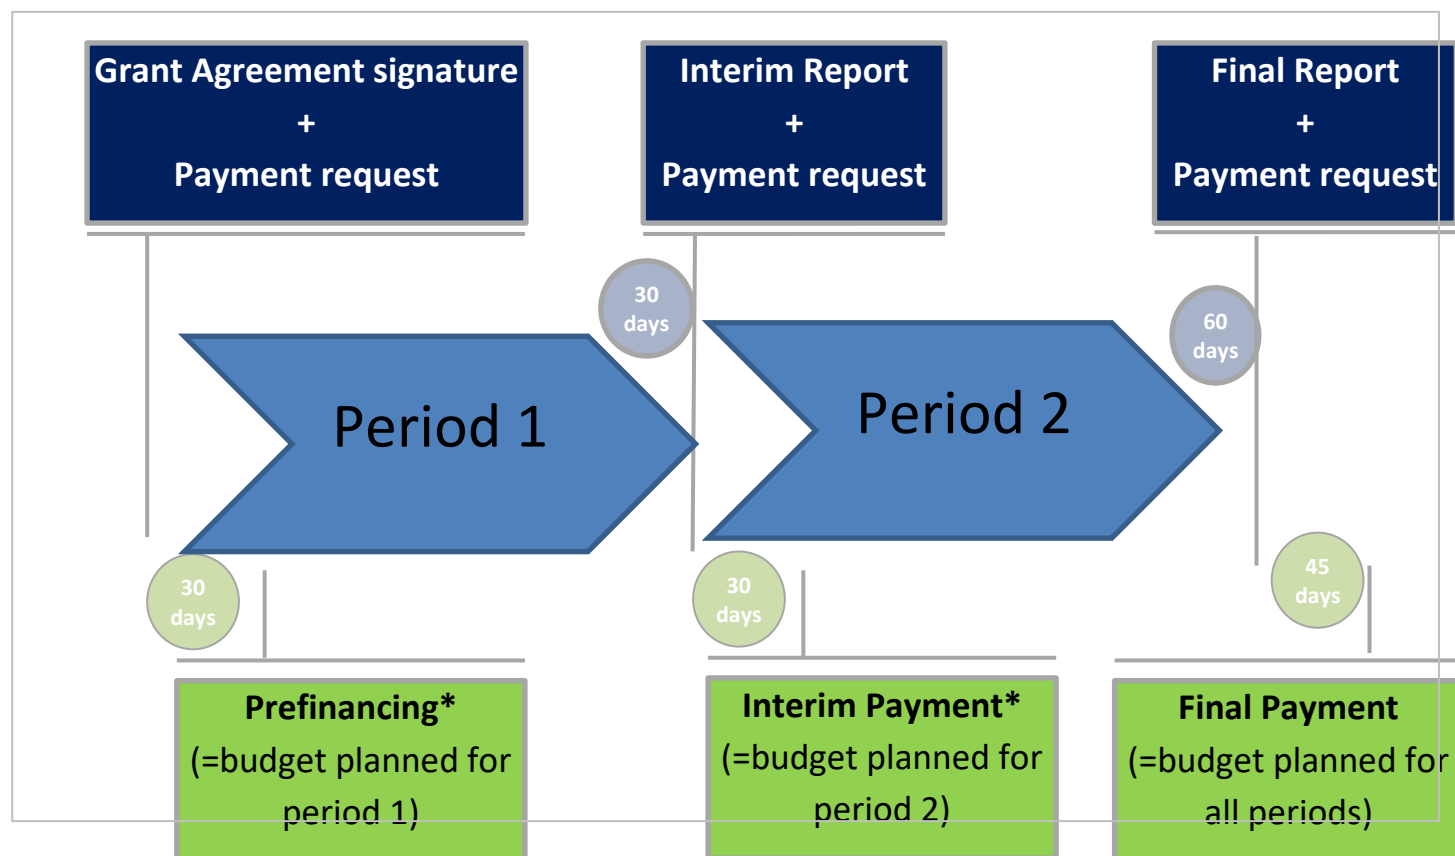 Grant Agreement signature
+
Payment request
Interim Report
+
Payment request
Final Report
+
Payment request
30
days
60
days
Period 1
Period 2
30
days
30
days
45
days
Prefinancing*
(=budget planned for
period 1)
Interim Payment*
(=budget planned for
period 2)
Final Payment
(=budget planned for
all periods)